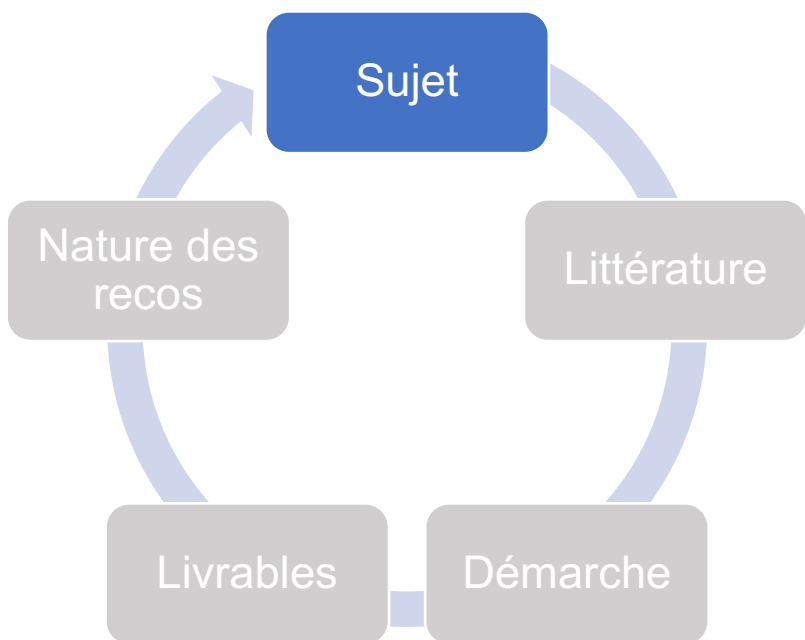 Sujet
Littérature
Démarche
Livrables
Nature des
recos